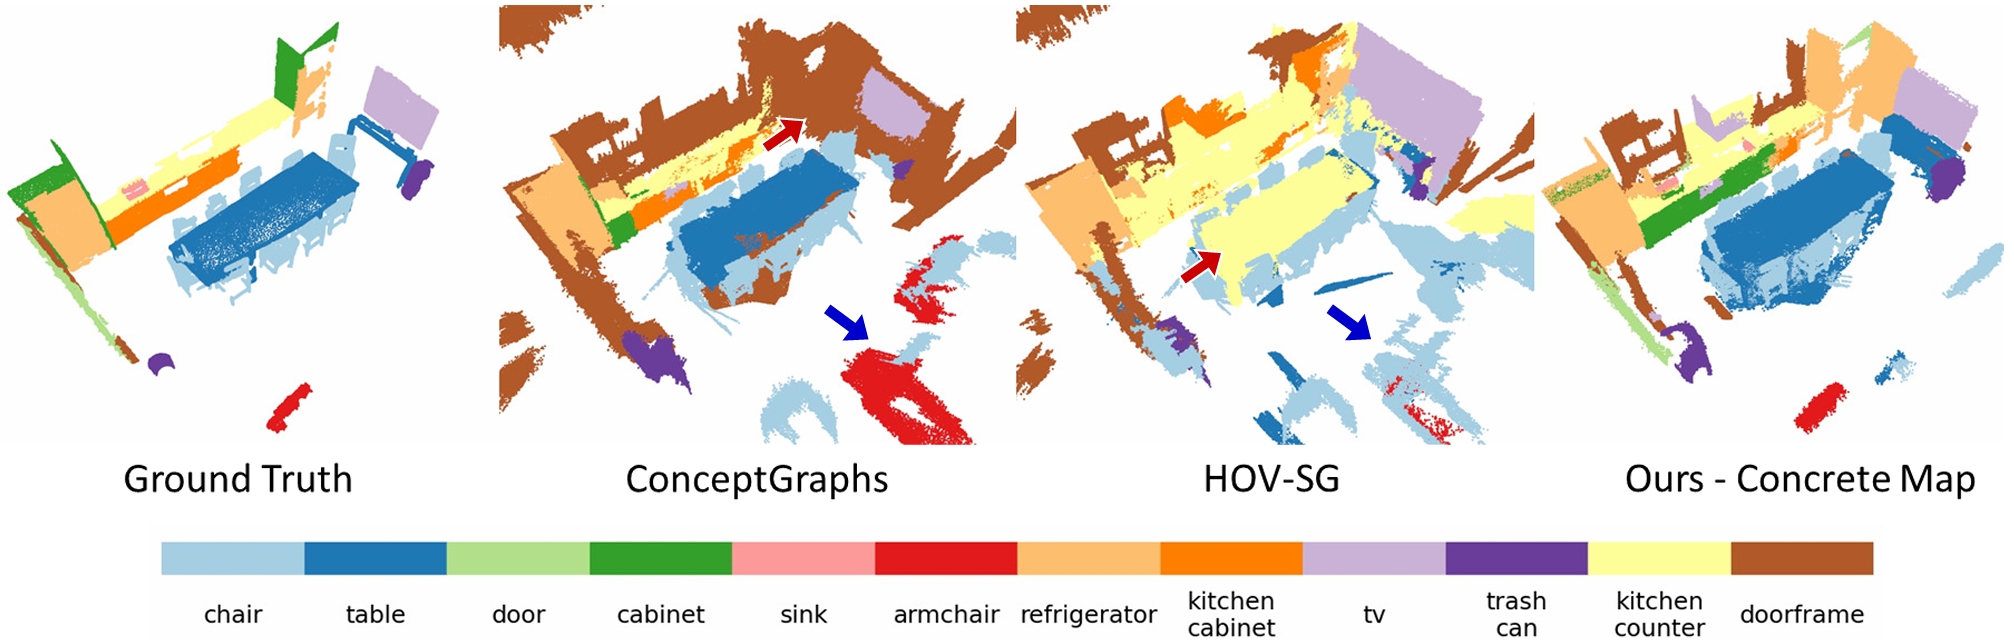 Ground Truth
ConceptGraphs
HOV-SG
Ours - Concrete Map
chair
table
door
cabinet
sink
armchair
refrigerator
kitchen
cabinet
tv
trash
can
kitchen
counter
doorframe